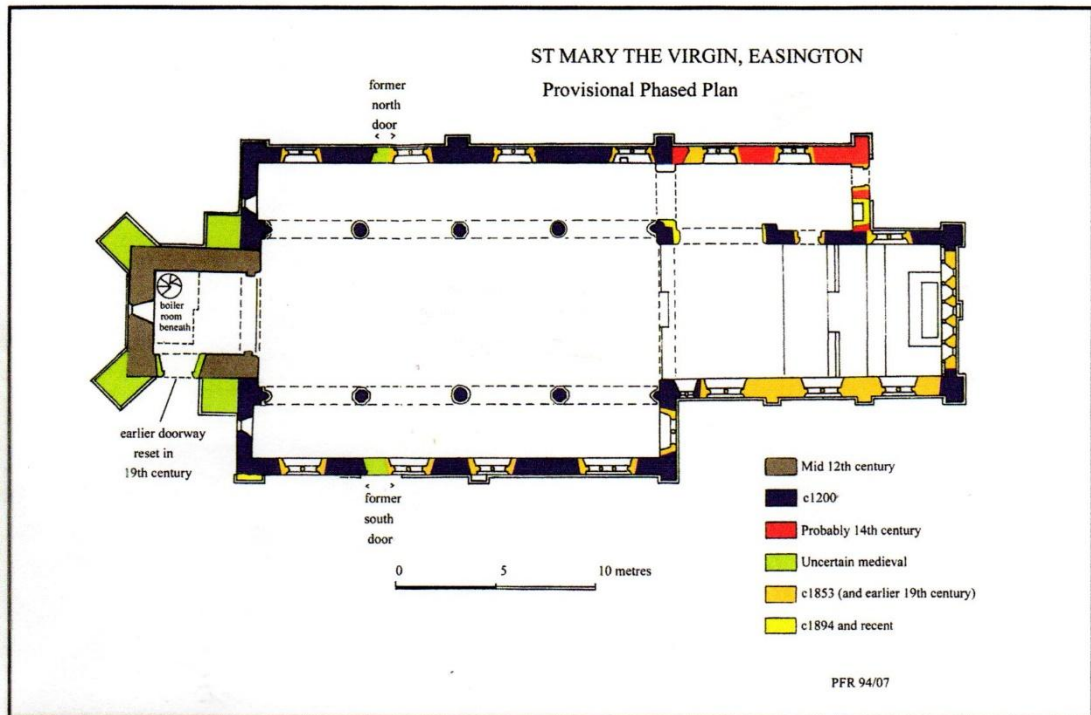 ST MARY THE VIRGIN, EASINGTON
Provisional Phased Plan
former
north
door
boiler
room
beneath
earlier doorway
reset in
19th century
former
south
door
0 5 10 metres
Mid 12th century
c1200
Probably 14th century
Uncertain medieval
c1853 (and earlier 19th century)
c1894 and recent
PFR 94/07